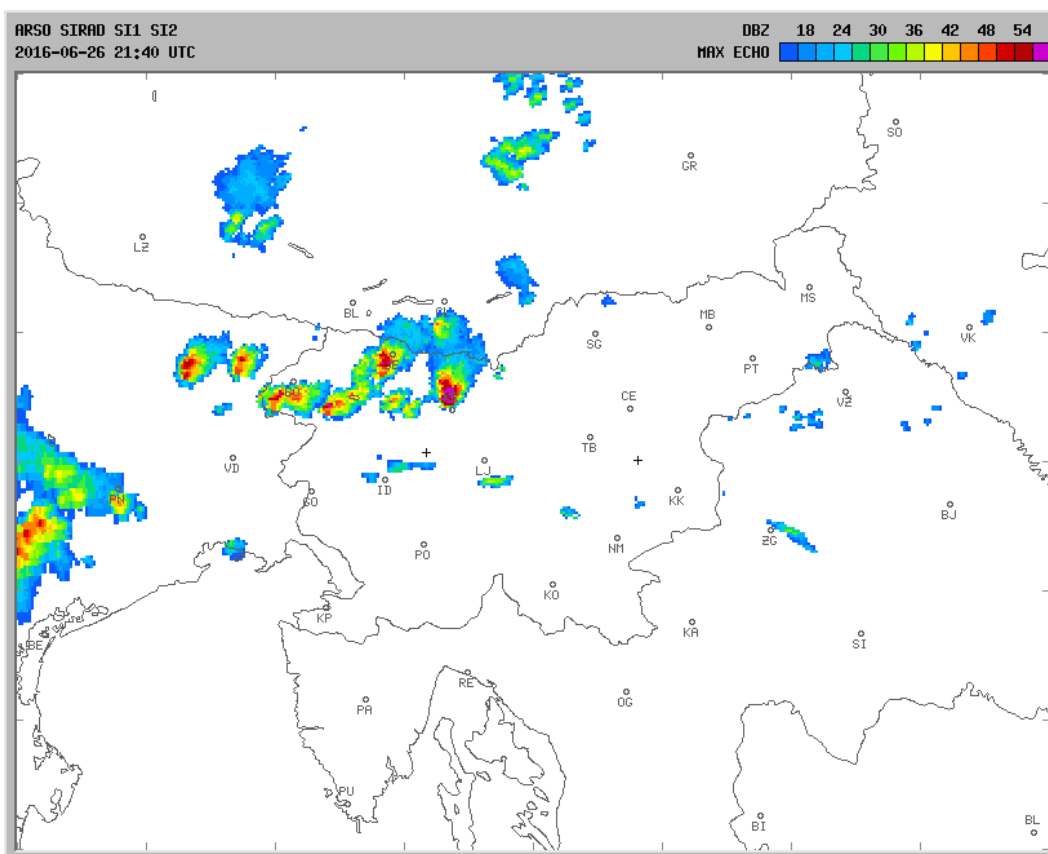 ARSO SIRAD SI1 SI2
DBZ 18 24 30 36 42 48 54
2016-06-26 21:40 UTC
MAX ECHO
SO
GR
LZ
MS
BL
MB
VK
SG
PT
CE
VŽ
TB
VD
LJ
ID
PN
GO
KK
BJ
ZG
PO
NM
KO
KP
KA
SI
BE
RE
PA
OG
PU
BI
BL